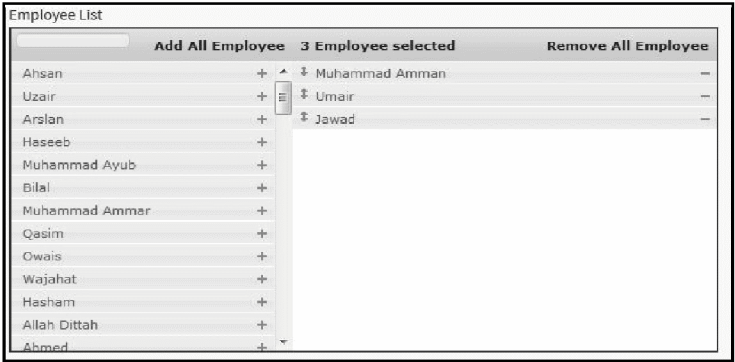 Employee List
Add All Employee
3 Employee selected
Remove All Employee
Ahsan +
Uzair +
Arslan +
Haseeb +
Muhammad Ayub +
Bilal +
Muhammad Ammar +
Qasim +
Owais +
Wajahat +
Hasham +
Allah Dittah +
Ahmed +
Muhammad Amman −
Umair −
Jawad −